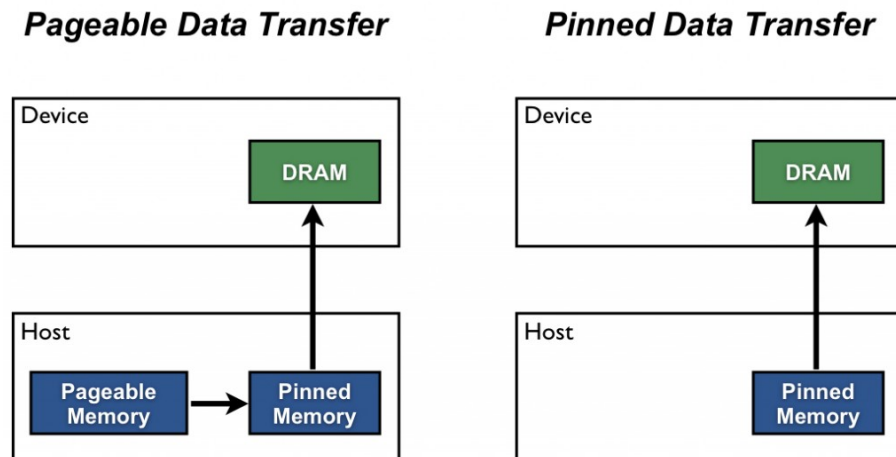 Pageable Data Transfer
Device
DRAM
Host
Pageable
Memory
Pinned
Memory
Pinned Data Transfer
Device
DRAM
Host
Pinned
Memory